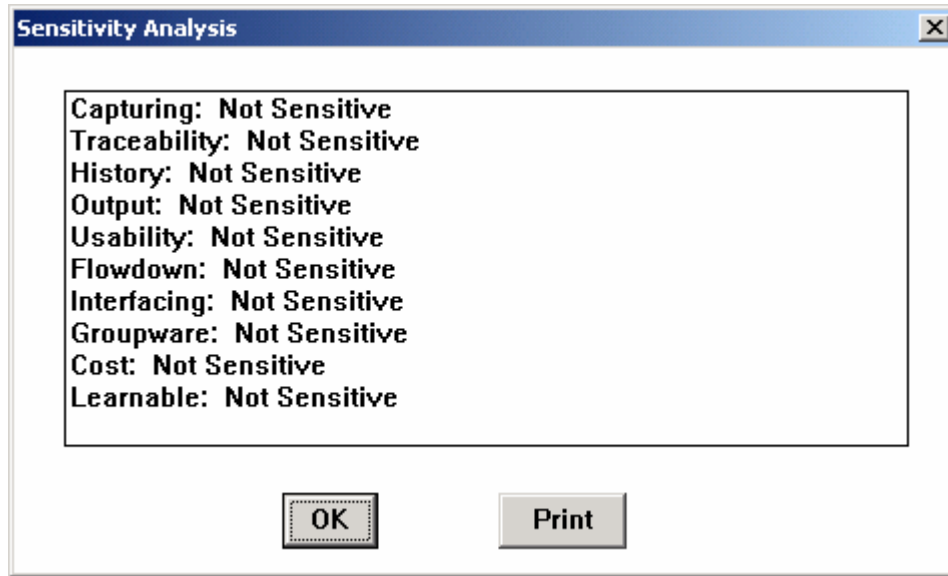 Sensitivity Analysis
Capturing: Not Sensitive
Traceability: Not Sensitive
History: Not Sensitive
Output: Not Sensitive
Usability: Not Sensitive
Flowdown: Not Sensitive
Interfacing: Not Sensitive
Groupware: Not Sensitive
Cost: Not Sensitive
Learnable: Not Sensitive
OK Print